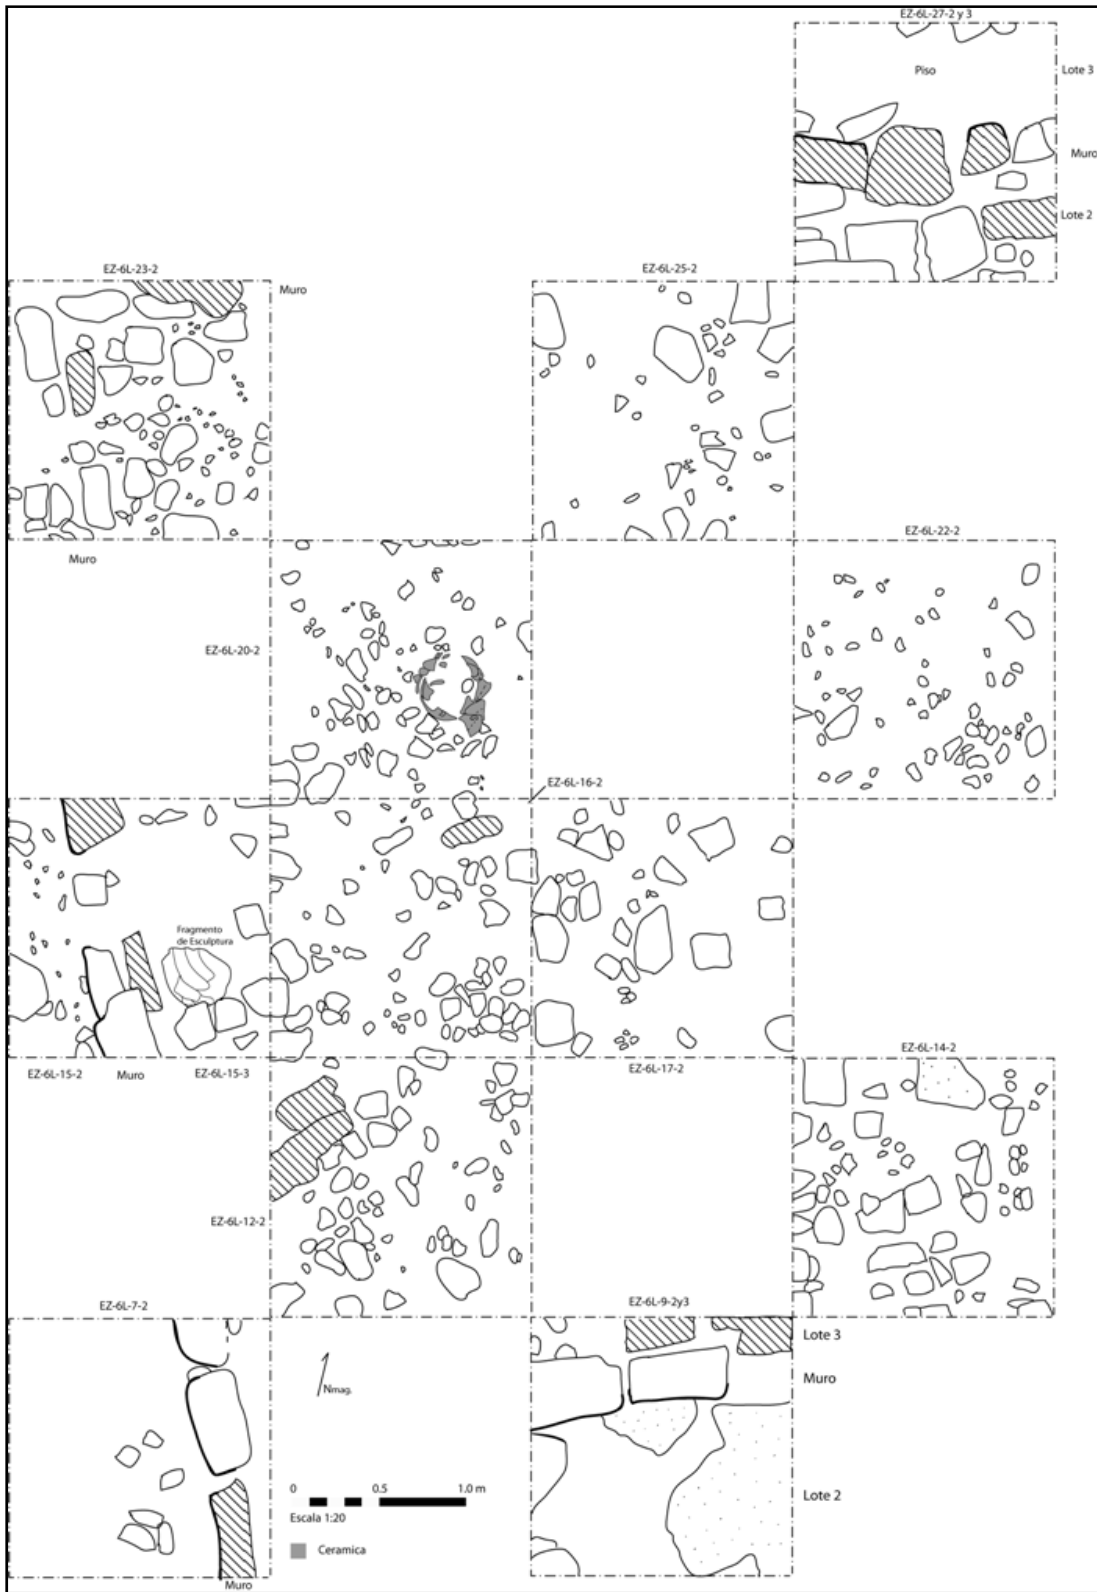 EZ-6L-27-2 y 3
Piso
Lote 3
Muro
Lote 2
EZ-6L-23-2
Muro
EZ-6L-25-2
Muro
EZ-6L-22-2
EZ-6L-20-2
EZ-6L-16-2
Fragmento
de Esculptura
EZ-6L-15-2
Muro
EZ-6L-15-3
EZ-6L-17-2
EZ-6L-14-2
EZ-6L-12-2
EZ-6L-7-2
EZ-6L-9-2y3
Lote 3
Muro
Lote 2
Nmag.
0 0.5 1.0 m
Escala 1:20
Ceramica
Muro